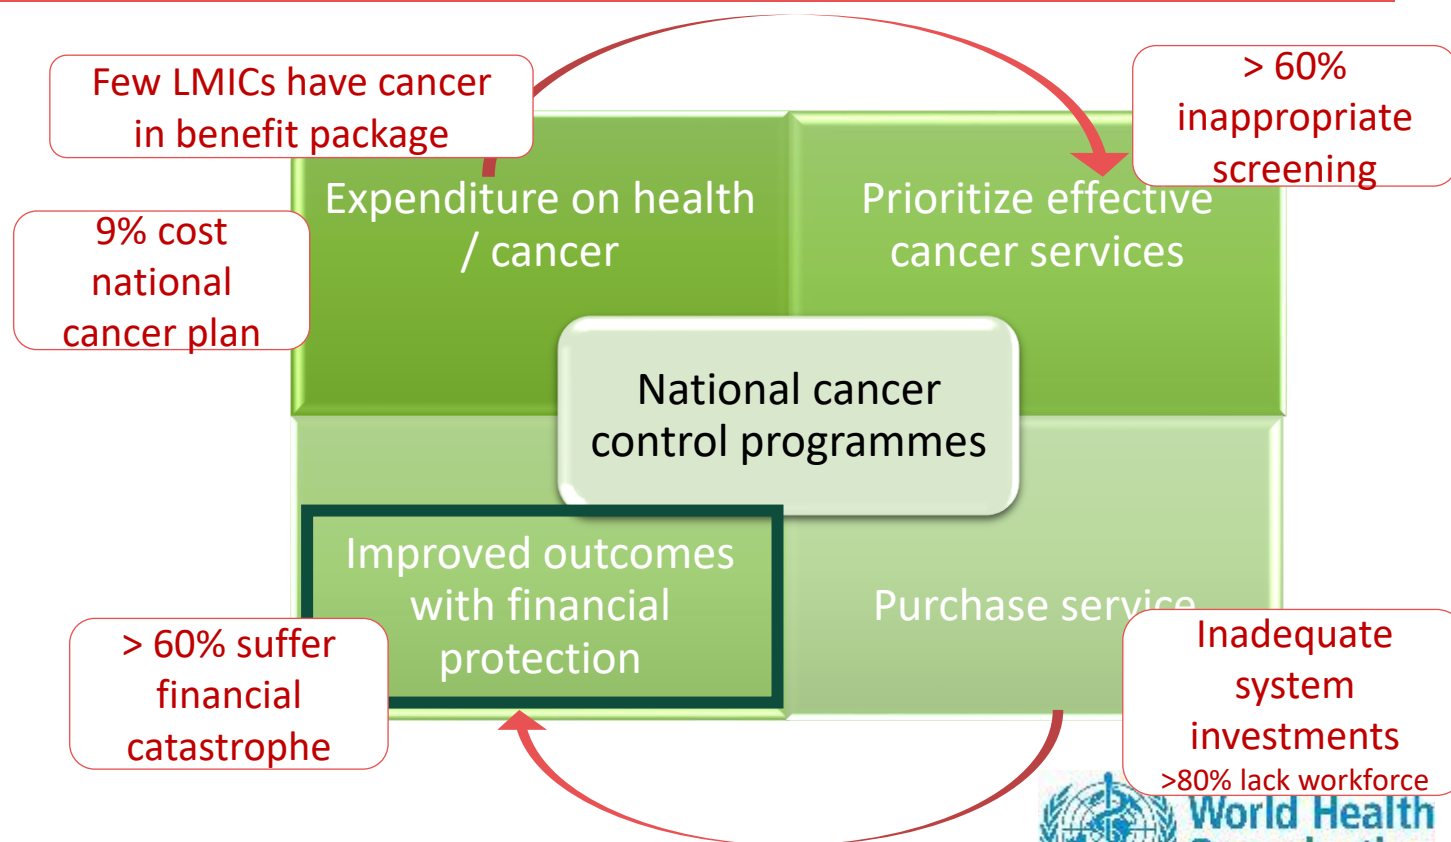 Few LMICs have cancer
in benefit package
> 60%
inappropriate
screening
Expenditure on health
/ cancer
Prioritize effective
cancer services
9% cost
national
cancer plan
National cancer
control programmes
Improved outcomes
with financial
protection
Purchase service
> 60% suffer
financial
catastrophe
Inadequate
system
investments
>80% lack workforce
World Health